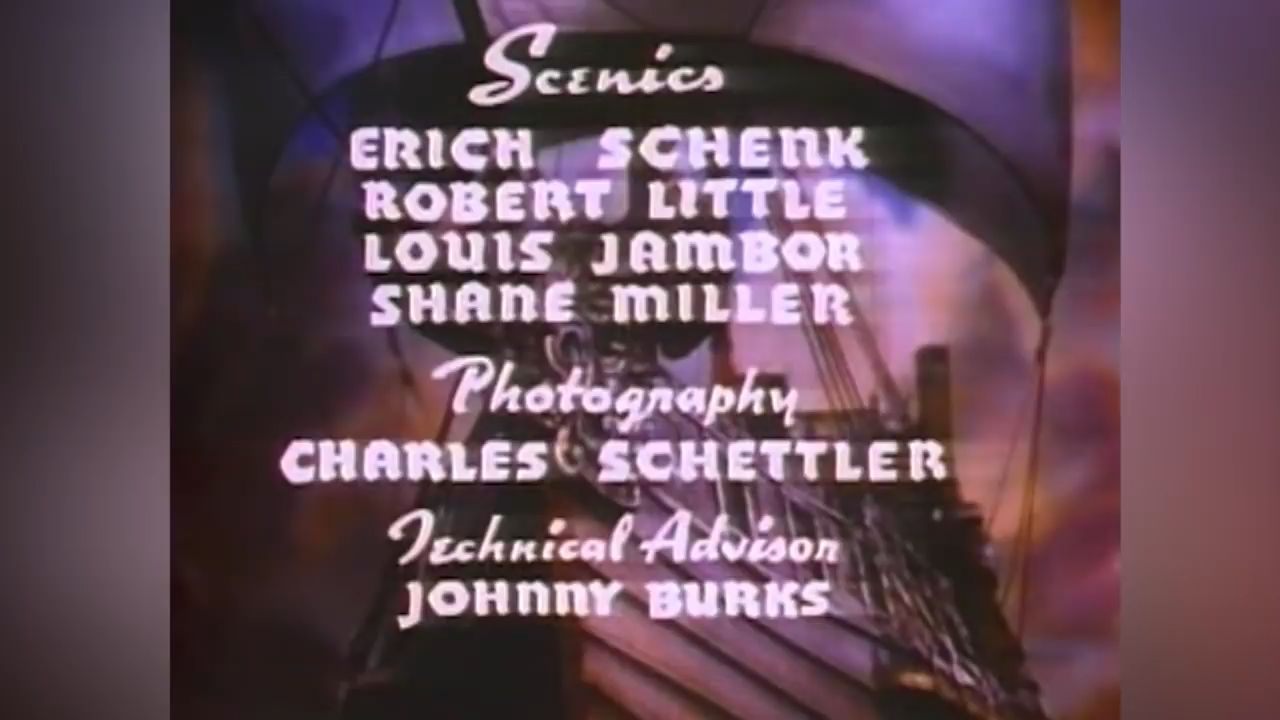 Scenics
ERICH SCHENK
ROBERT LITTLE
LOUIS JAMBOR
SHANE MILLER
Photography
CHARLES SCHETTLER
Technical Advisor
JOHNNY BURKS